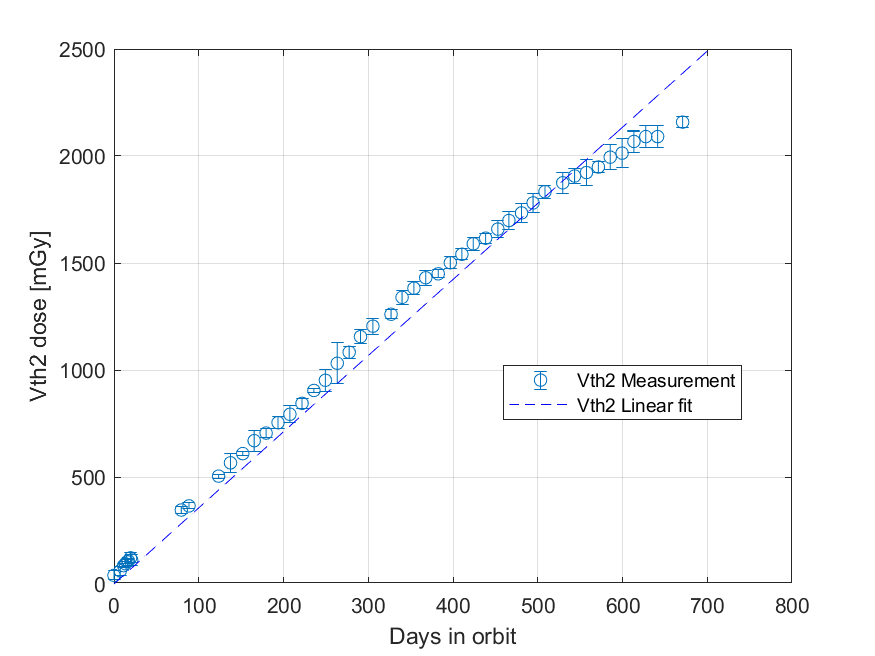 2500
2000
1500
1000
500
0
0 100 200 300 400 500 600 700 800
Vth2 dose [mGy]
Days in orbit
Vth2 Measurement
Vth2 Linear fit